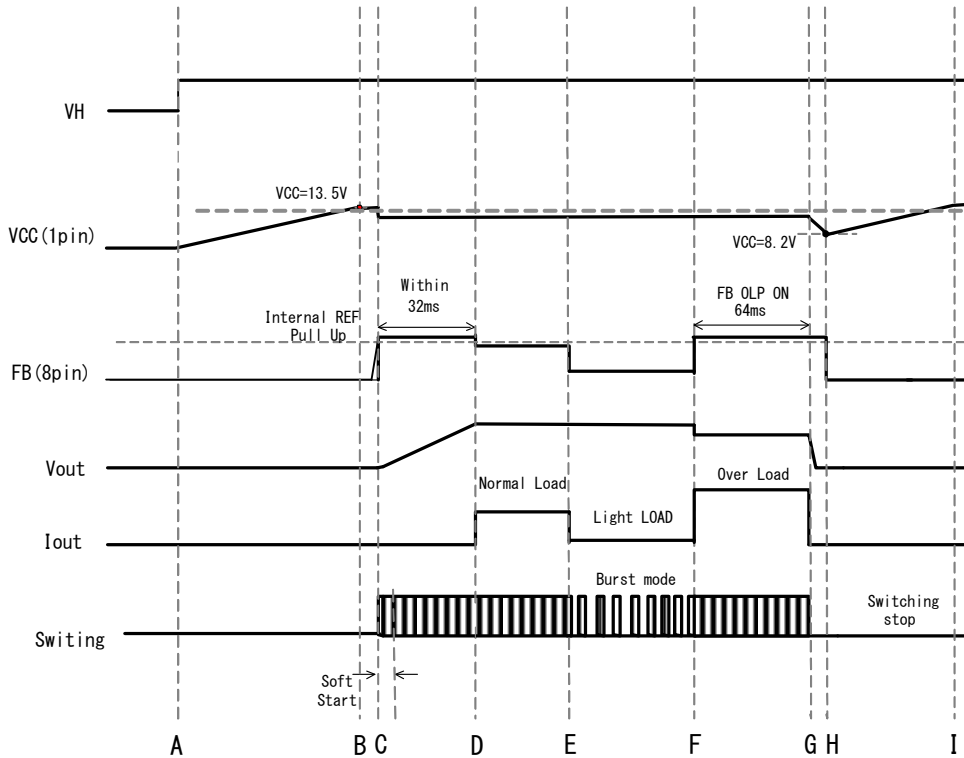 VH
VCC=13.5V
VCC(1pin)
VCC=8.2V
Within
32ms
FB OLP ON
64ms
Internal REF
Pull Up
FB(8pin)
Vout
Normal Load
Over Load
Light LOAD
Iout
Burst mode
Switching
stop
Switing
Soft
Start
A B C D E F G H I